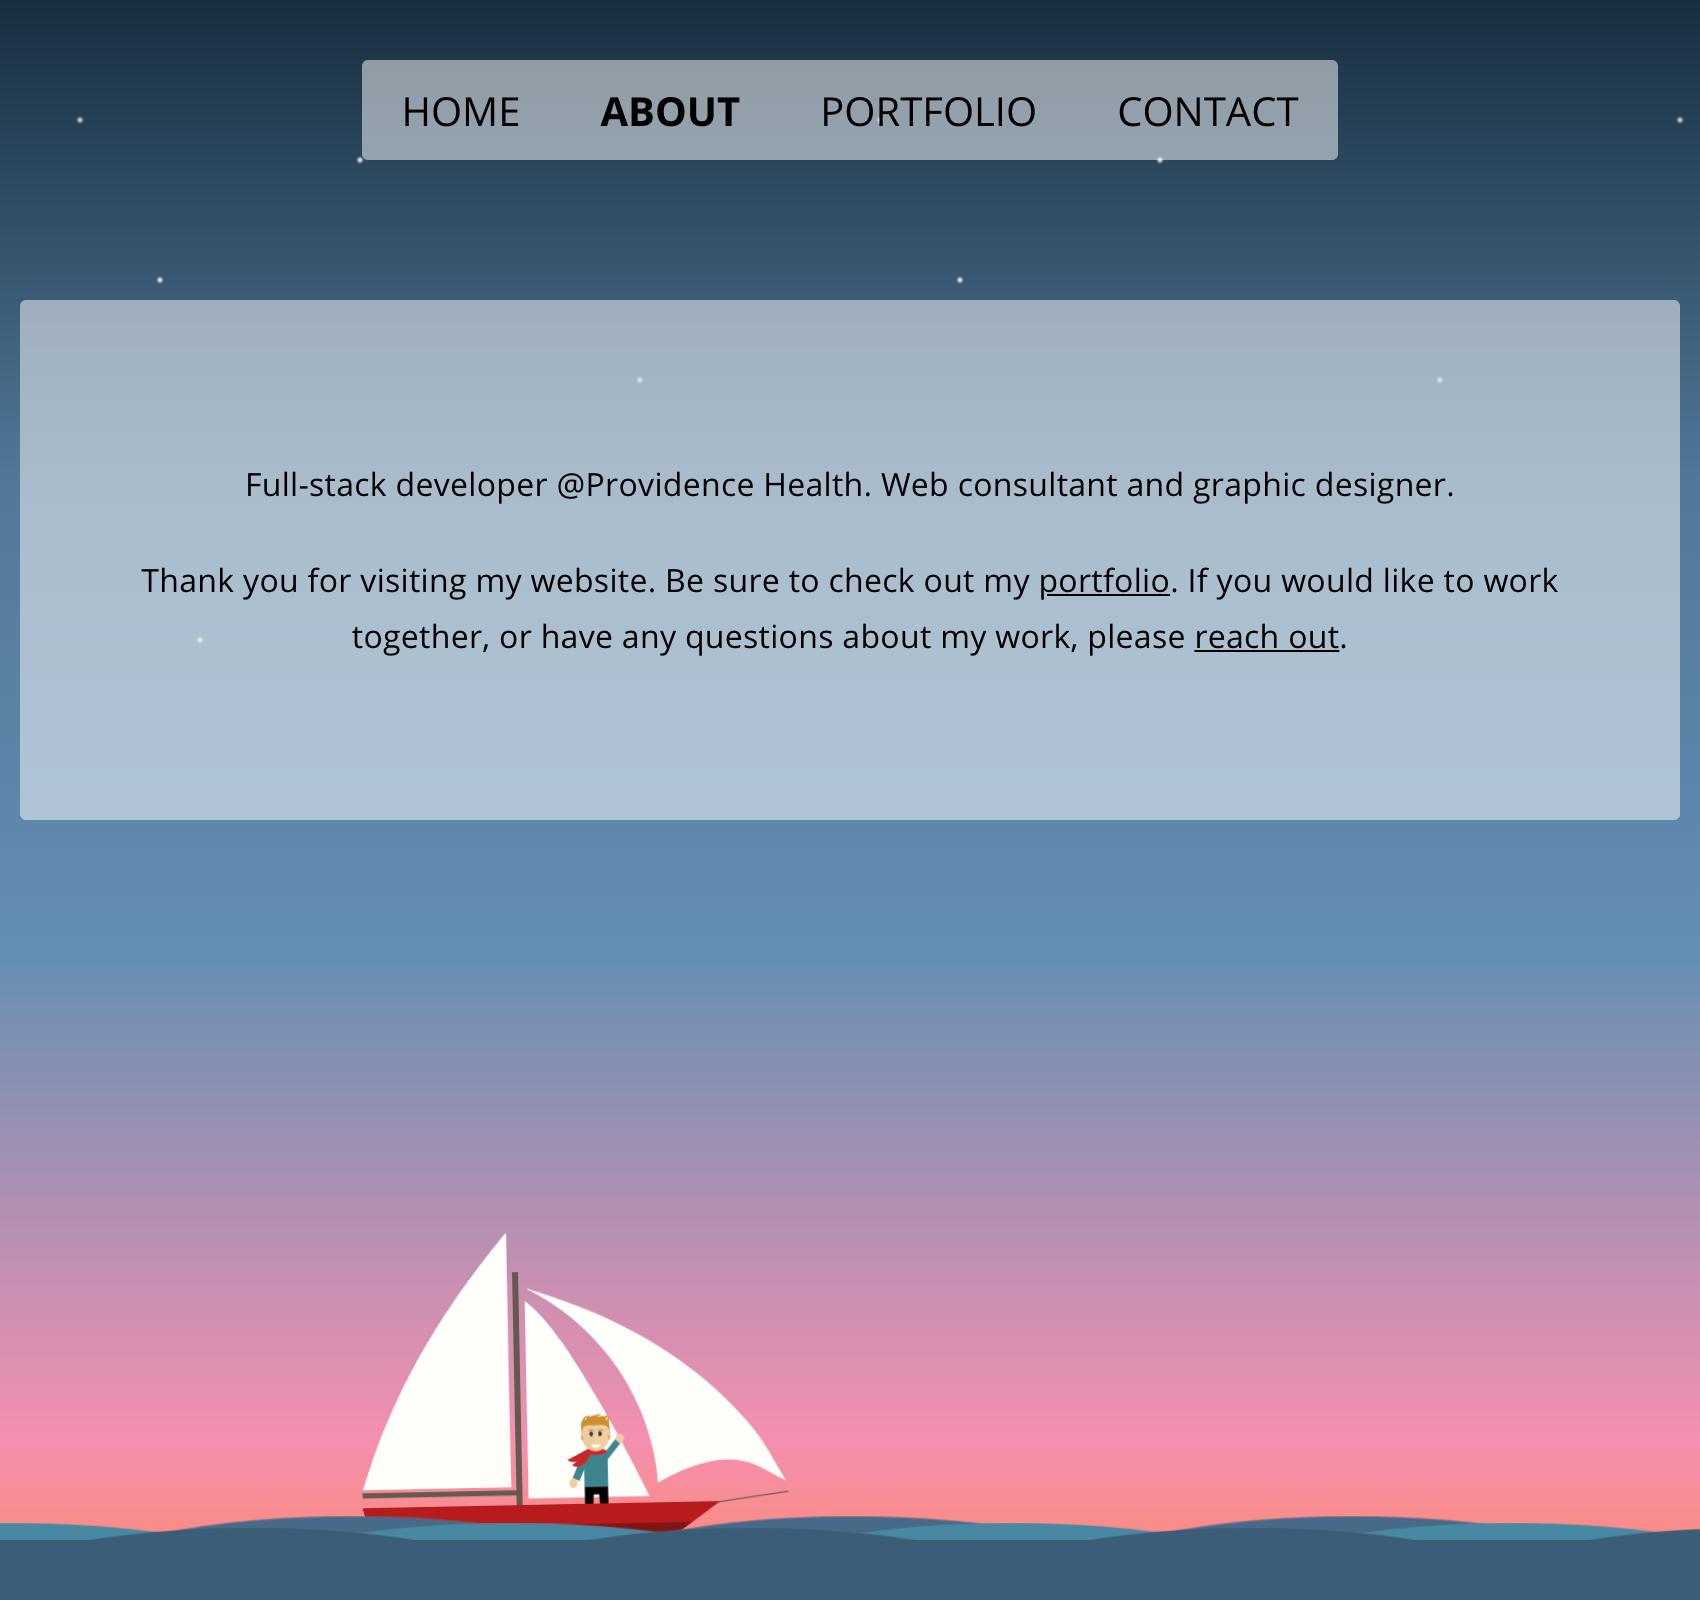 HOME ABOUT PORTFOLIO CONTACT
Full-stack developer @Providence Health. Web consultant and graphic designer.
Thank you for visiting my website. Be sure to check out my portfolio. If you would like to work
together, or have any questions about my work, please reach out.